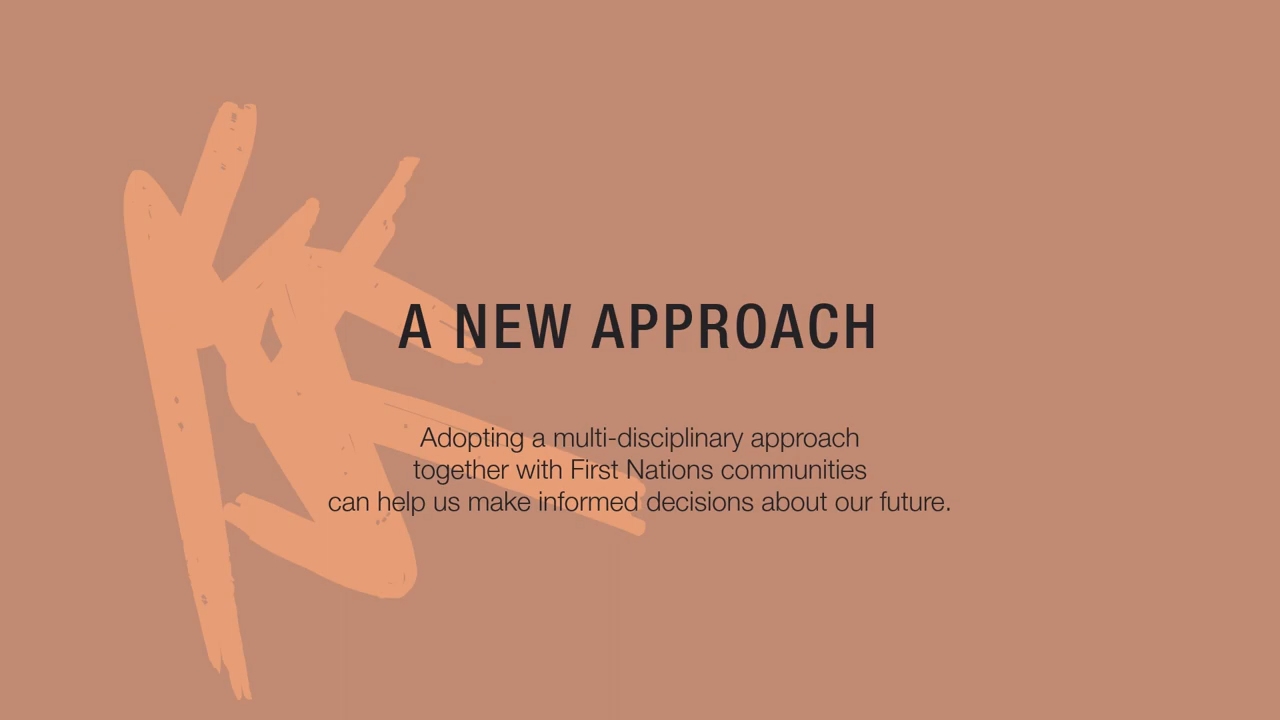 A NEW APPROACH
Adopting a multi-disciplinary approach
together with First Nations communities
can help us make informed decisions about our future.